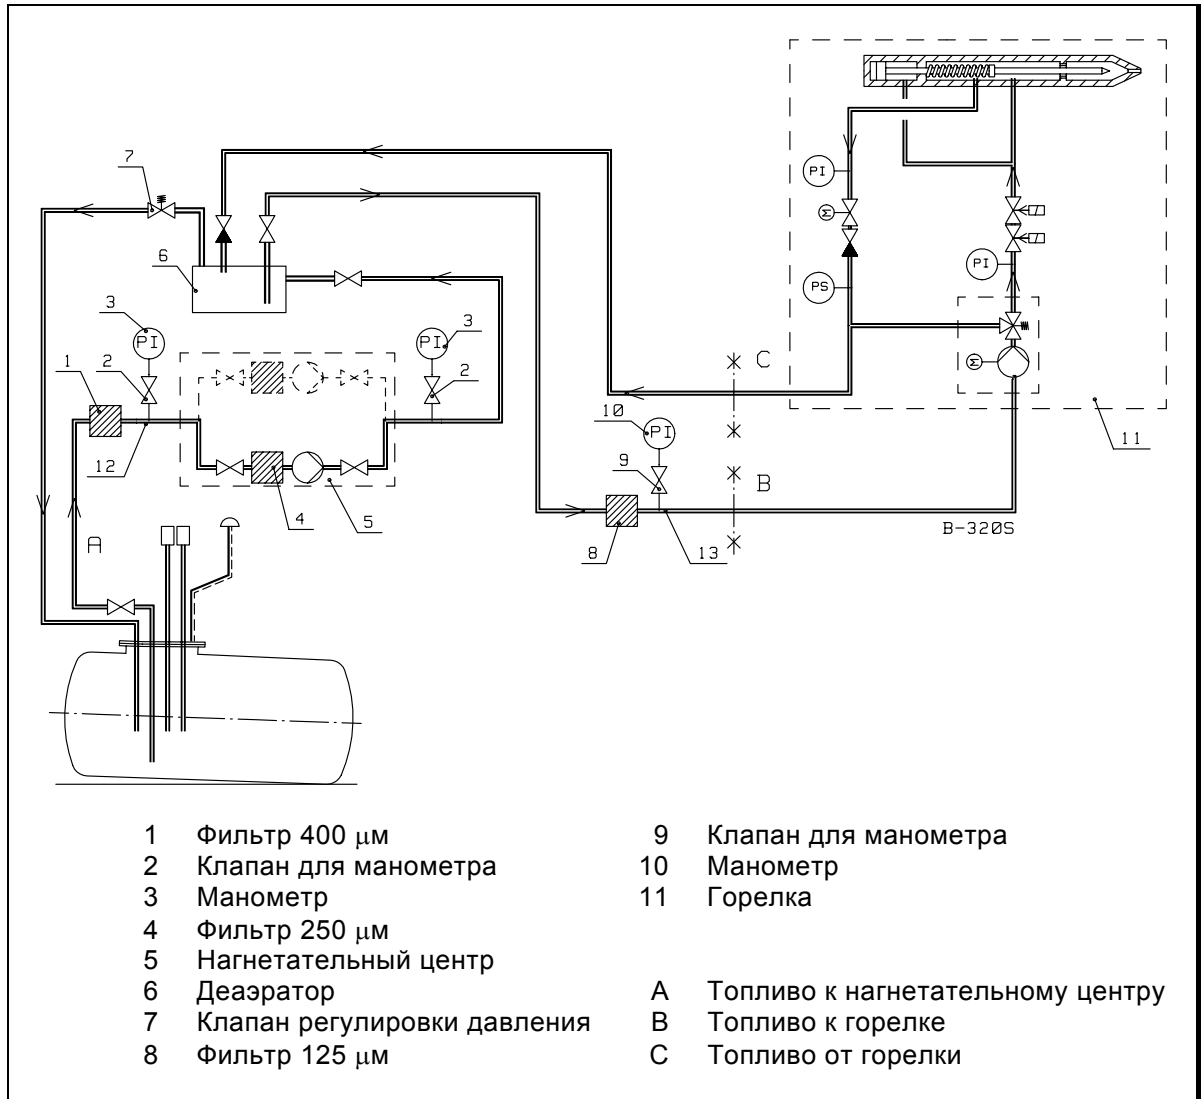 7
PI
M
6
PI
3
PI
3
PI
PS
PI
1
2
2
C
M
10
PI
11
12
9
B
4
5
A
8
13
B-320S
1 Фильтр 400 μм
2 Клапан для манометра
3 Манометр
4 Фильтр 250 μм
5 Нагнетательный центр
6 Деаэратор
7 Клапан регулировки давления
8 Фильтр 125 μм
9 Клапан для манометра
10 Манометр
11 Горелка
A Топливо к нагнетательному центру
B Топливо к горелке
C Топливо от горелки